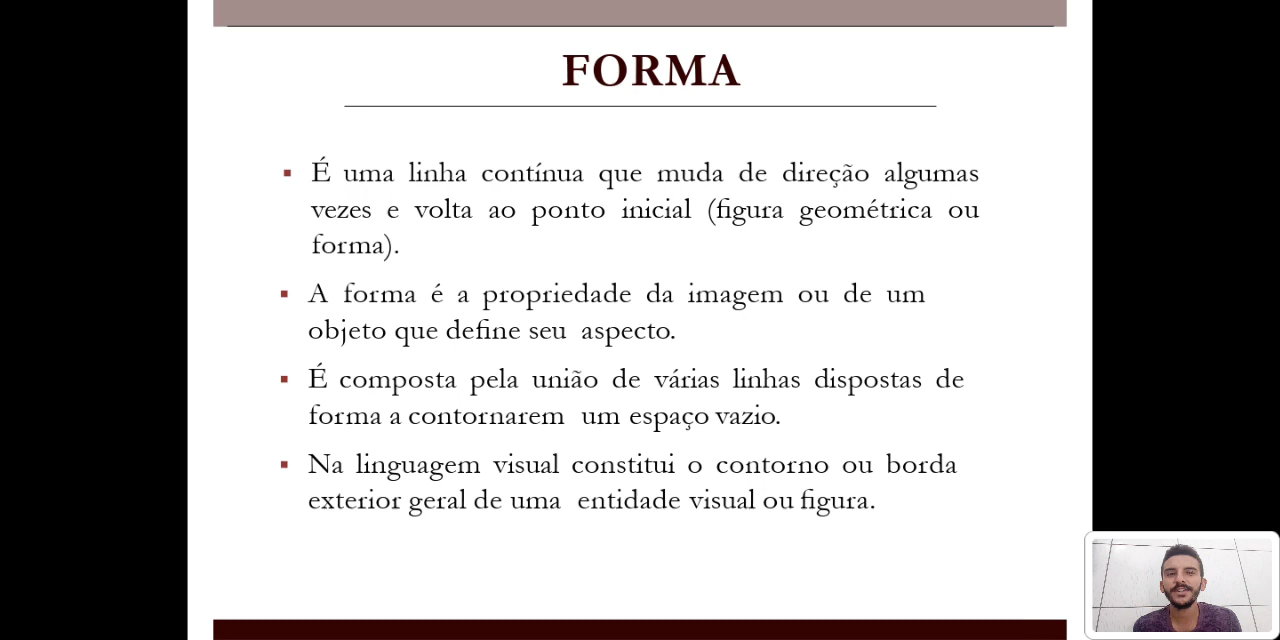 FORMA
É uma linha contínua que muda de direção algumas
vezes e volta ao ponto inicial (figura geométrica ou
forma).
A forma é a propriedade da imagem ou de um
objeto que define seu aspecto.
É composta pela união de várias linhas dispostas de
forma a contornarem um espaço vazio.
Na linguagem visual constitui o contorno ou borda
exterior geral de uma entidade visual ou figura.